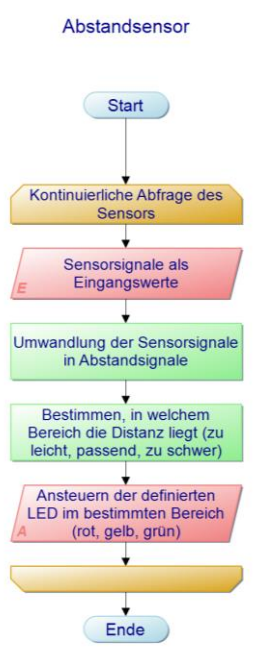 Abstandsensor
Start
Kontinuierliche Abfrage des
Sensors
Sensorsignale als
Eingangswerte
E
Umwandlung der Sensorsignale
in Abstandsignale
Bestimmen, in welchem
Bereich die Distanz liegt (zu
leicht, passend, zu schwer)
Ansteuern der definierten
LED im bestimmten Bereich
(rot, gelb, grün)
A
Ende